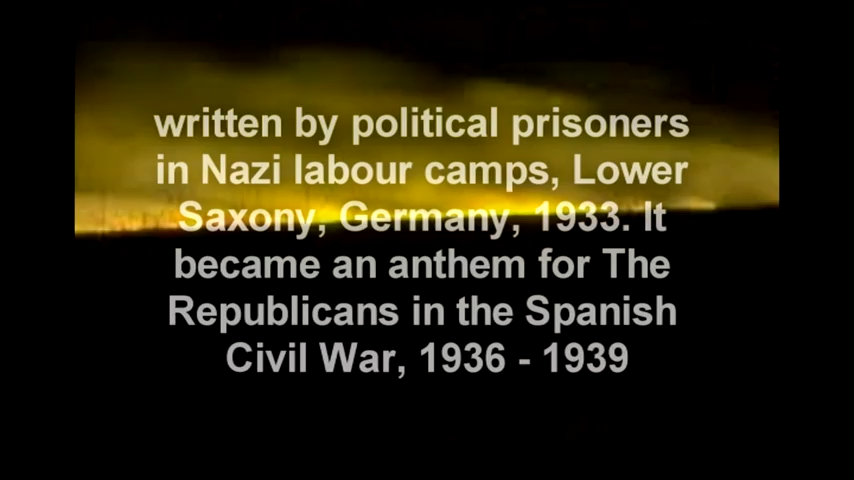 written by political prisoners
in Nazi labour camps, Lower
Saxony, Germany, 1933. It
became an anthem for The
Republicans in the Spanish
Civil War, 1936 - 1939